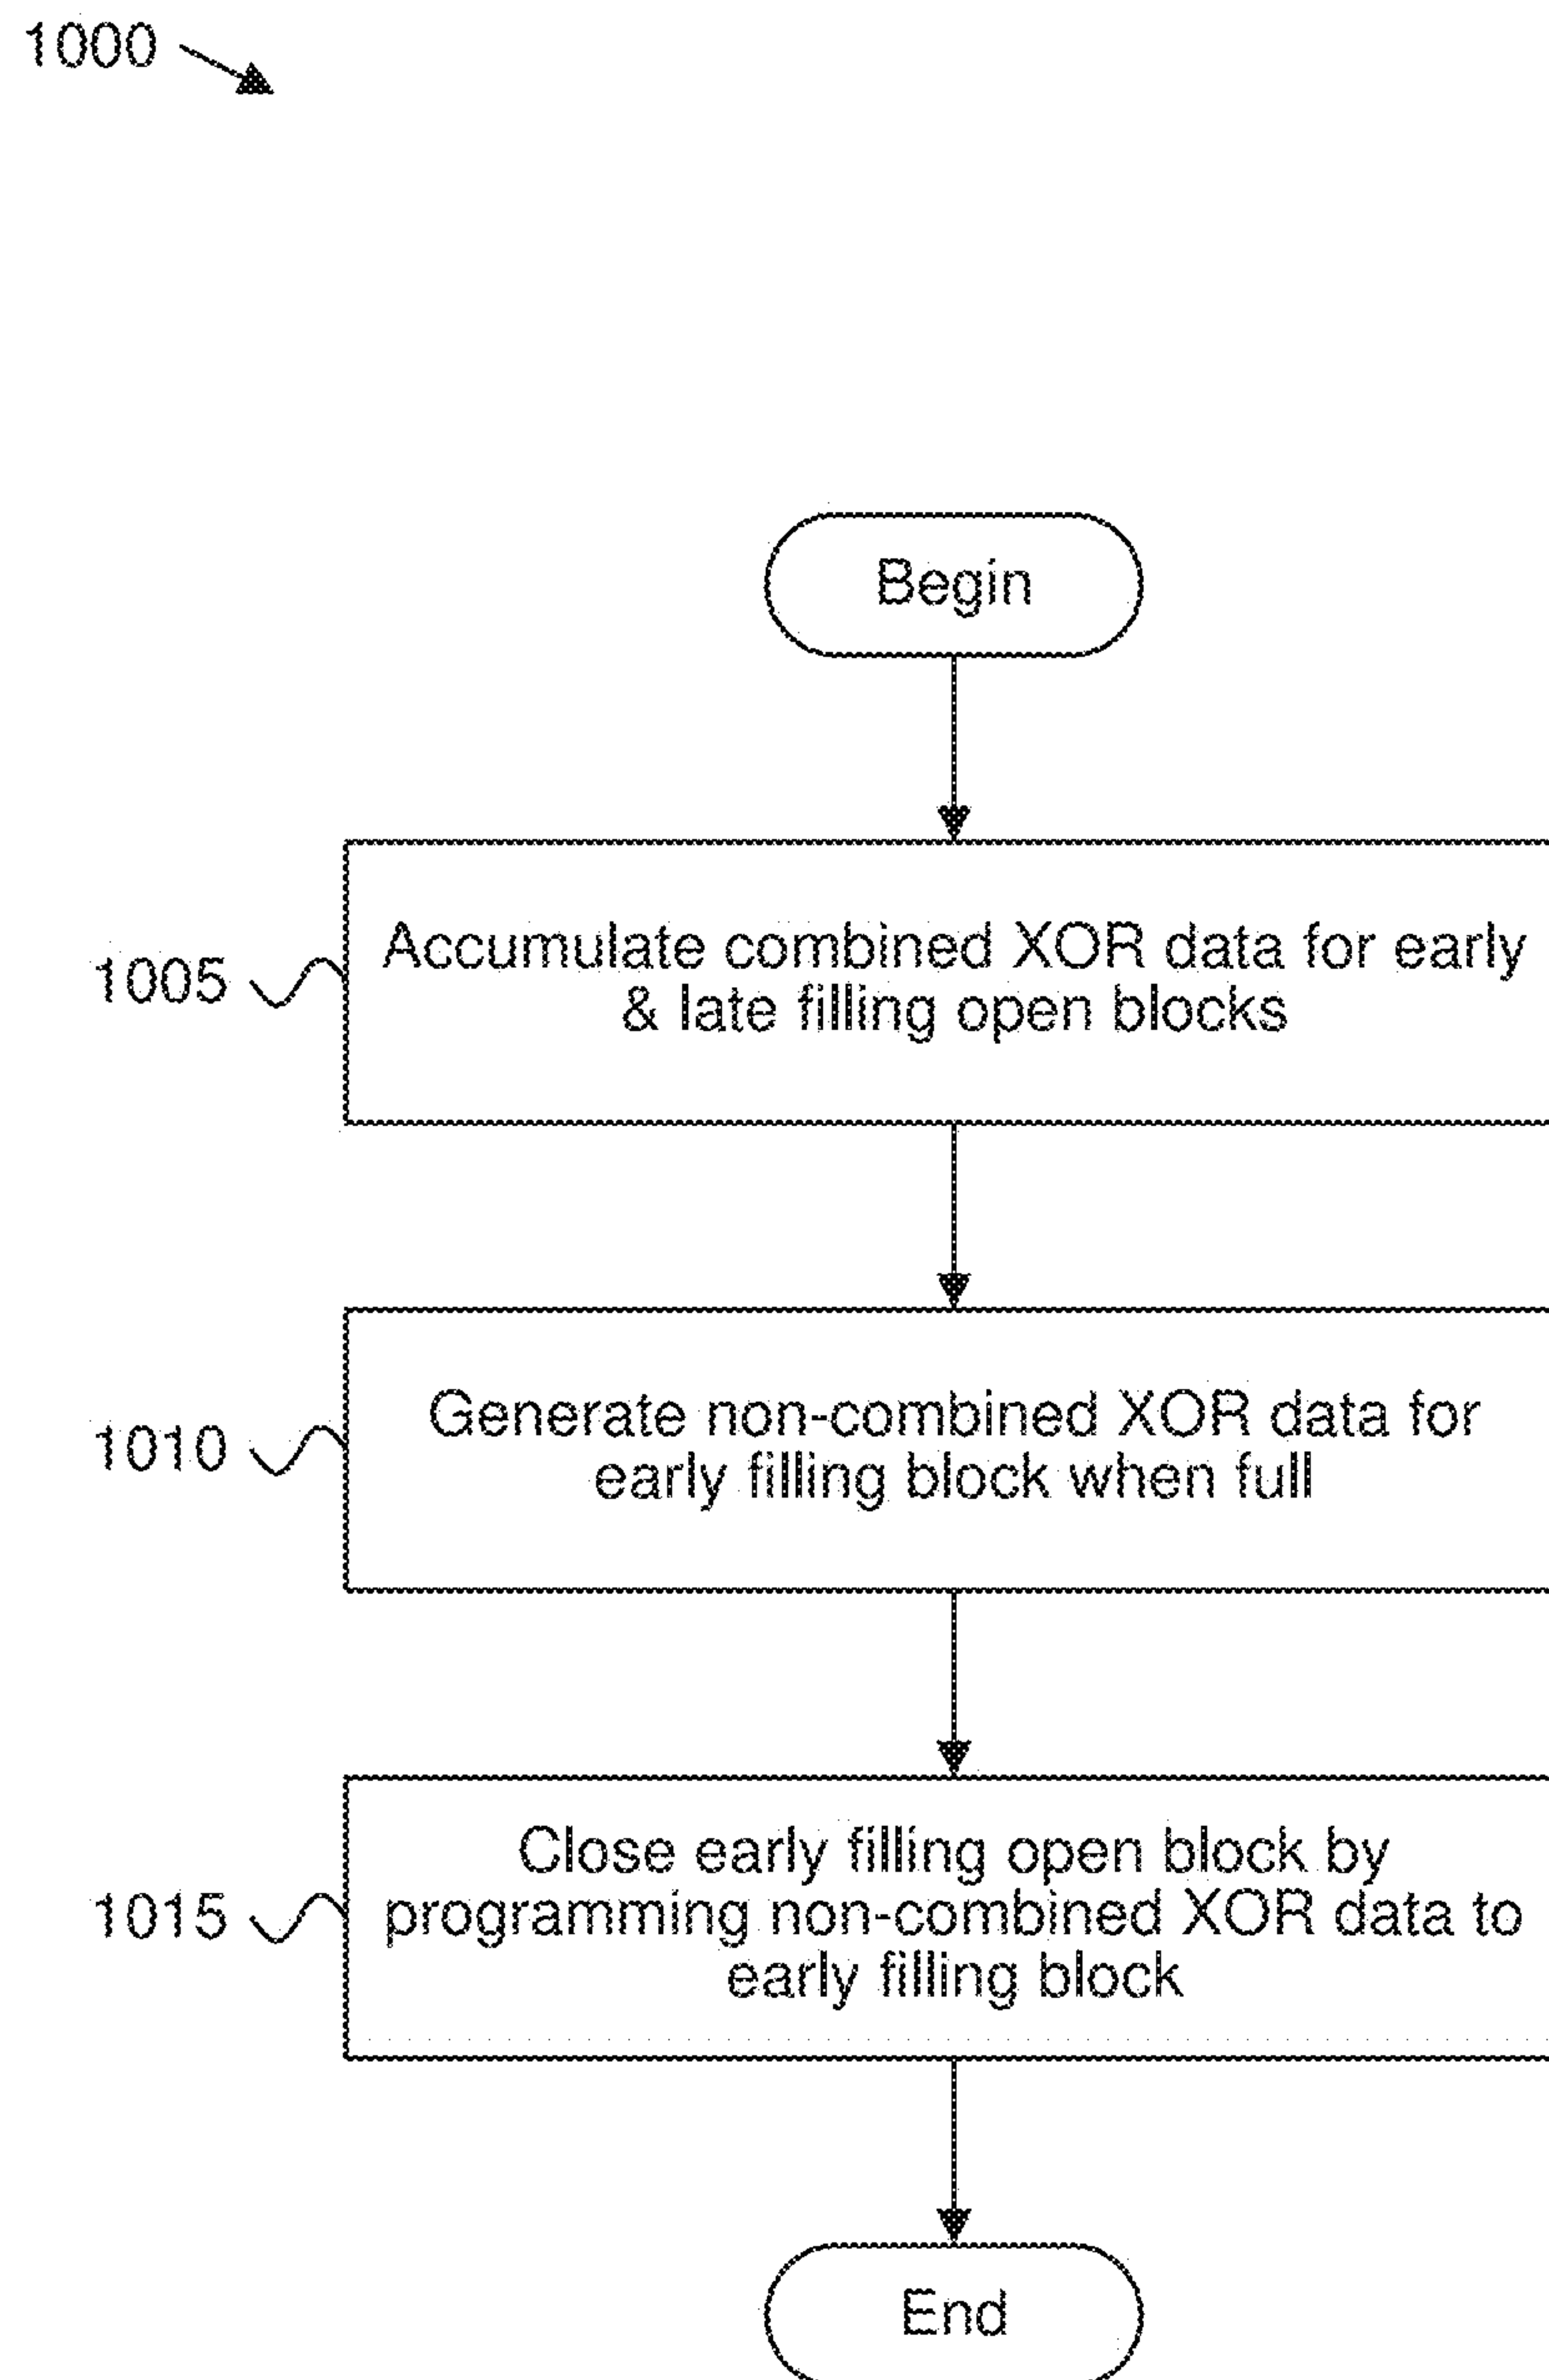 1000
Begin
1005
Accumulate combined XOR data for early
& late filling open blocks
1010
Generate non-combined XOR data for
early filling block when full
1015
Close early filling open block by
programming non-combined XOR data to
early filling block
End